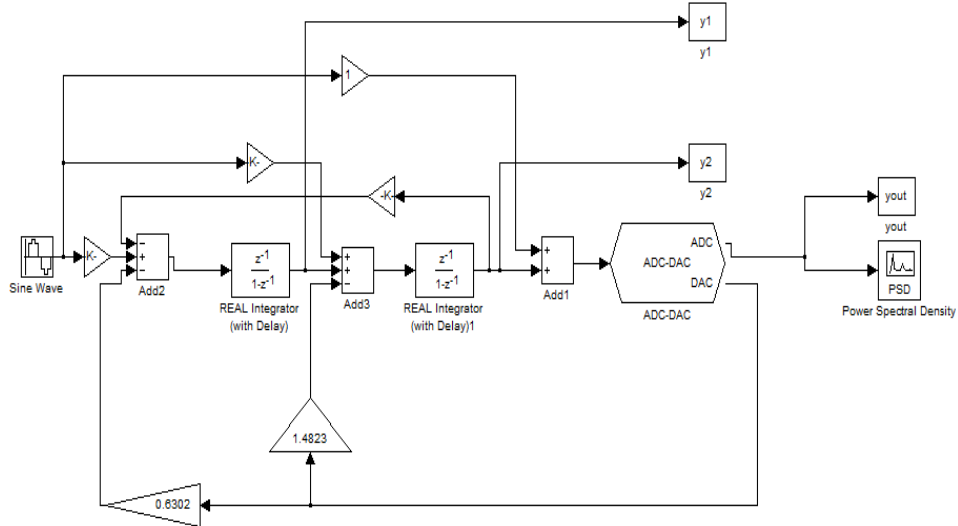 y1
y1
1
K-
y2
y2
-K-
yout
yout
K-
-
+
-
Add2
z-1
1-z-1
+
+
-
Add3
z-1
1-z-1
+
+
Add1
ADC
ADC-DAC
DAC
ADC-DAC
PSD
Power Spectral Density
Sine Wave
REAL Integrator
(with Delay)
REAL Integrator
(with Delay)1
1.4823
0.6302